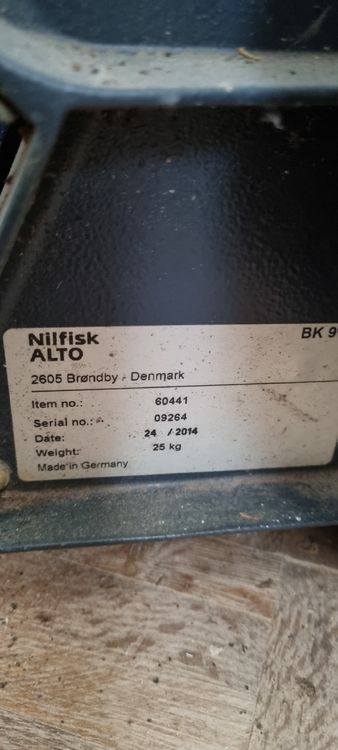 Nilfisk BK 9
ALTO
2605 Brøndby - Denmark
Item no.: 60441
Serial no.: 09264
Date: 24 / 2014
Weight: 25 kg
Made in Germany